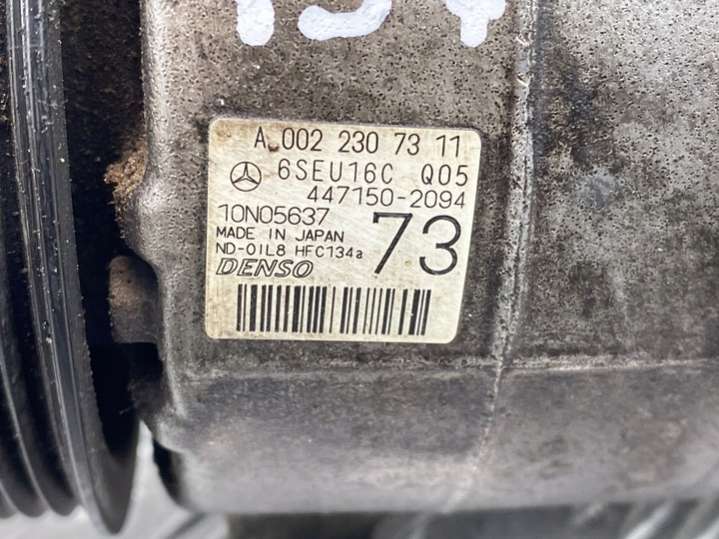 A 002 230 73 11
6SEU16C Q05
447150-2094
10N05637
MADE IN JAPAN
ND-OIL8 HFC134a
73
DENSO